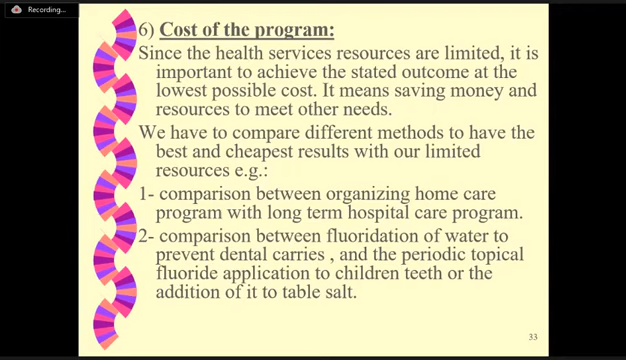 Recording...
6) Cost of the program:
Since the health services resources are limited, it is
important to achieve the stated outcome at the
lowest possible cost. It means saving money and
resources to meet other needs.
We have to compare different methods to have the
best and cheapest results with our limited
resources e.g.:
1- comparison between organizing home care
program with long term hospital care program.
2- comparison between fluoridation of water to
prevent dental carries , and the periodic topical
fluoride application to children teeth or the
addition of it to table salt.
33